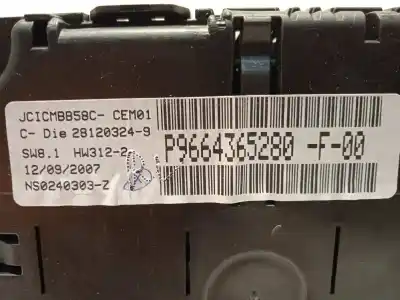 JCICMBB58C- CEM01
C- Die 28120324-9
SW8.1 HW312-2
12/09/2007
NS0240303-Z
P9664365280 -F-00